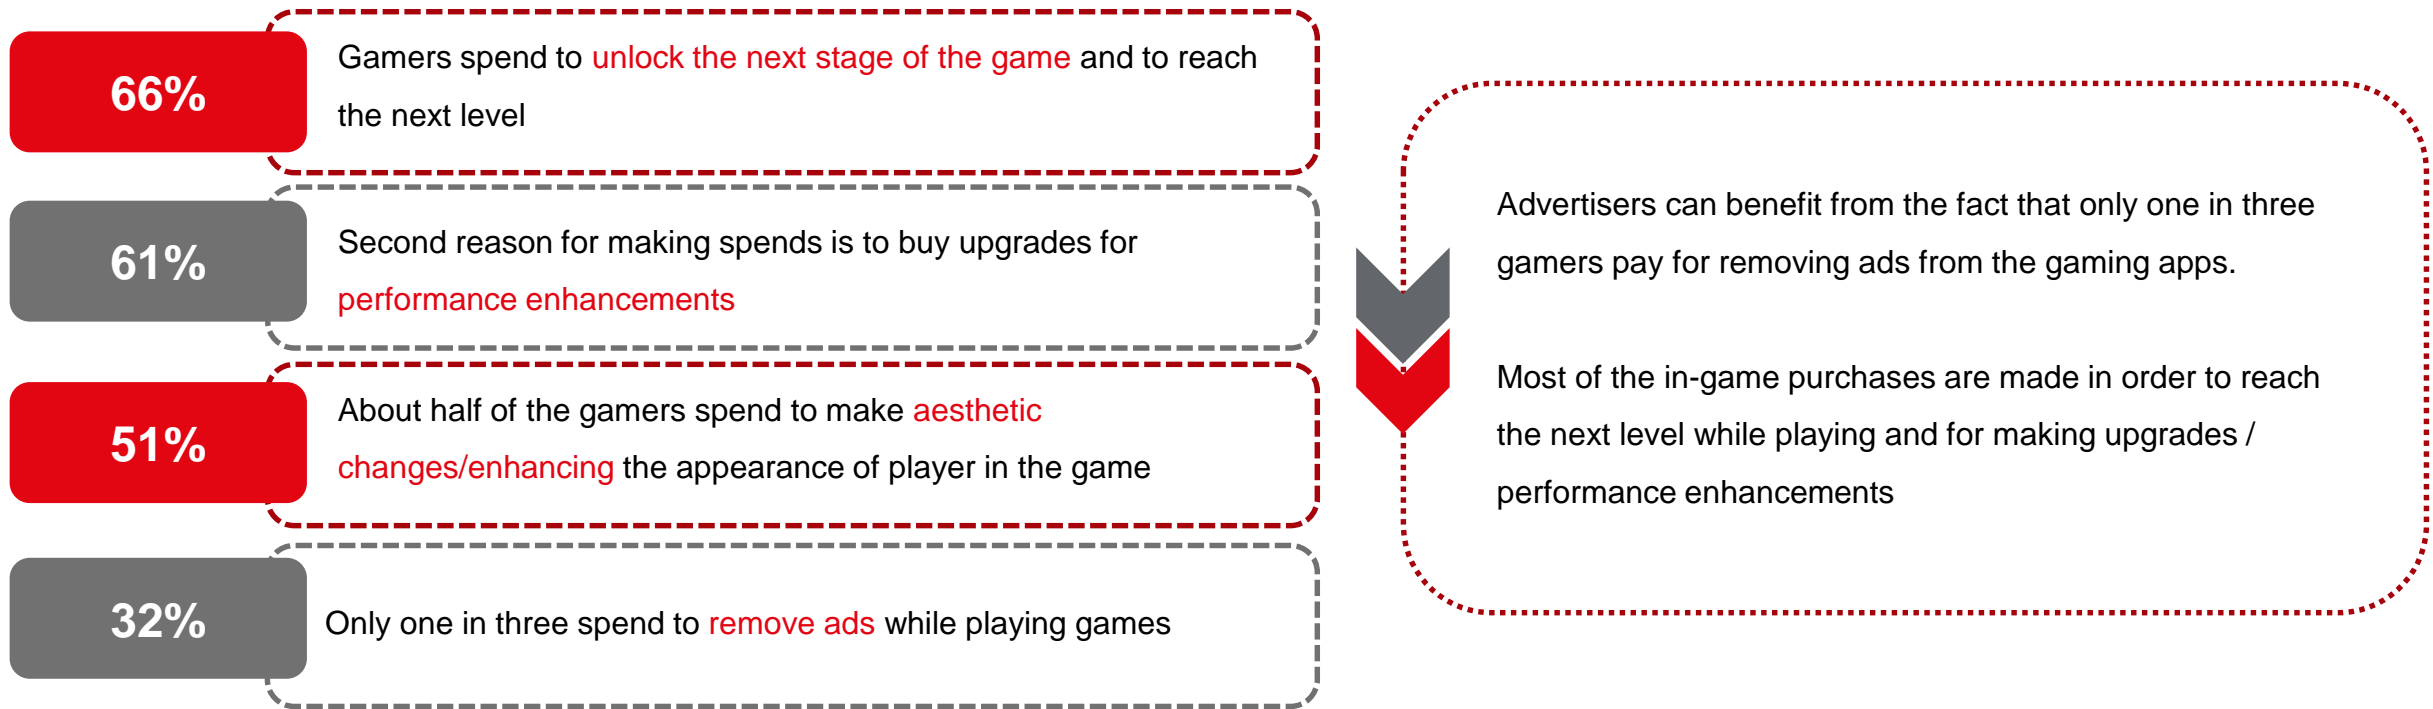 66%
Gamers spend to unlock the next stage of the game and to reach
the next level
61%
Second reason for making spends is to buy upgrades for
performance enhancements
51%
About half of the gamers spend to make aesthetic
changes/enhancing the appearance of player in the game
32%
Only one in three spend to remove ads while playing games
Advertisers can benefit from the fact that only one in three
gamers pay for removing ads from the gaming apps.
Most of the in-game purchases are made in order to reach
the next level while playing and for making upgrades /
performance enhancements